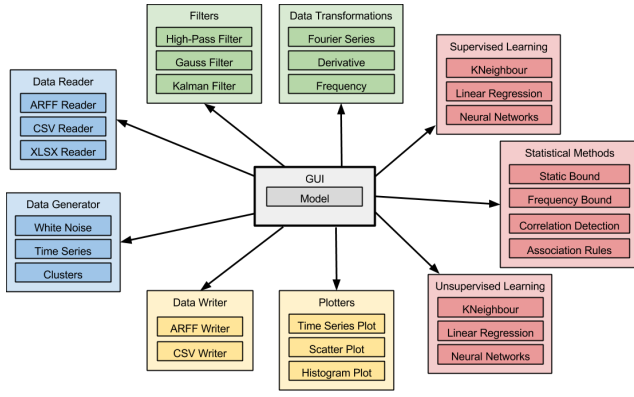 Filters
High-Pass Filter
Gauss Filter
Kalman Filter
Data Transformations
Fourier Series
Derivative
Frequency
Supervised Learning
KNeighbour
Linear Regression
Neural Networks
Data Reader
ARFF Reader
CSV Reader
XLSX Reader
GUI
Model
Statistical Methods
Static Bound
Frequency Bound
Correlation Detection
Association Rules
Data Generator
White Noise
Time Series
Clusters
Data Writer
ARFF Writer
CSV Writer
Plotters
Time Series Plot
Scatter Plot
Histogram Plot
Unsupervised Learning
KNeighbour
Linear Regression
Neural Networks